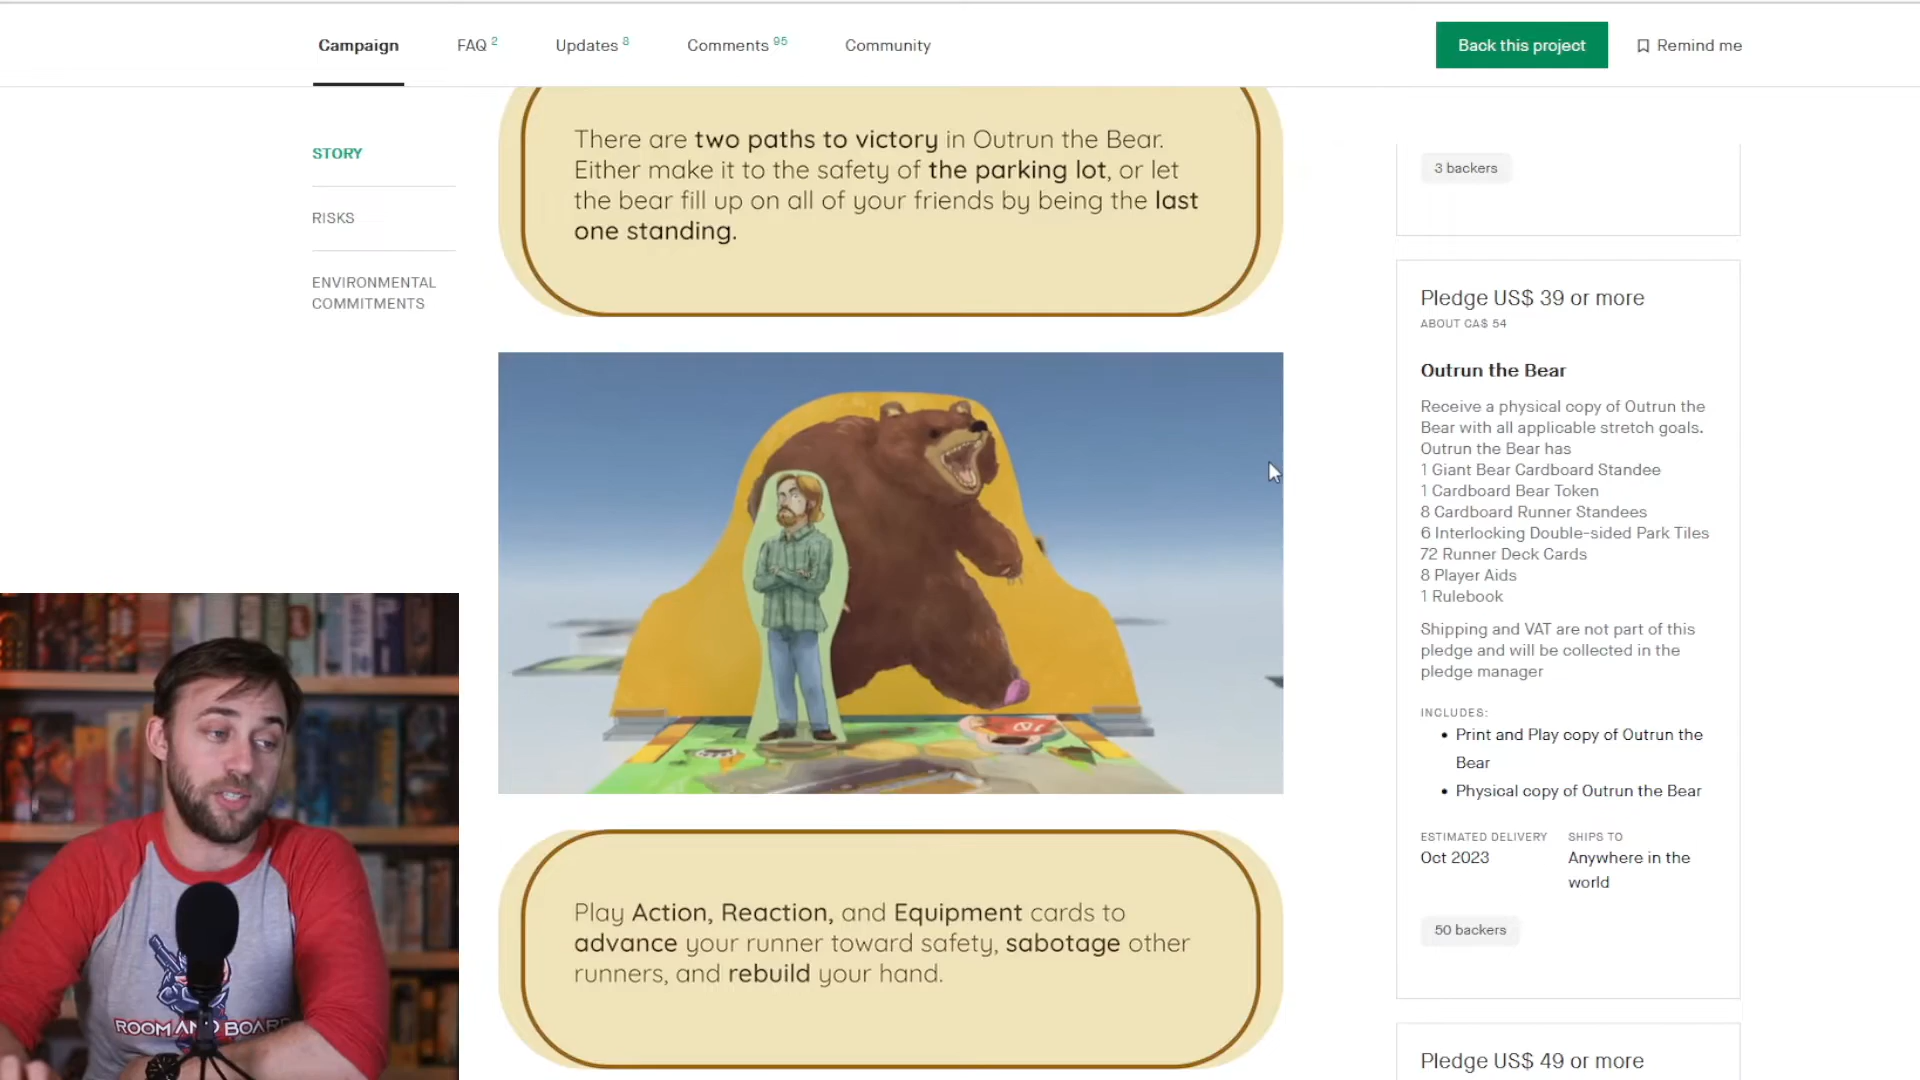 Campaign
FAQ 2
Updates 8
Comments 95
Community
Back this project
Remind me
STORY
RISKS
ENVIRONMENTAL
COMMITMENTS
There are two paths to victory in Outrun the Bear.
Either make it to the safety of the parking lot, or let
the bear fill up on all of your friends by being the last
one standing.
Play Action, Reaction, and Equipment cards to
advance your runner toward safety, sabotage other
runners, and rebuild your hand.
3 backers
Pledge US$ 39 or more
ABOUT CA$ 54
Outrun the Bear
Receive a physical copy of Outrun the
Bear with all applicable stretch goals.
Outrun the Bear has
1 Giant Bear Cardboard Standee
1 Cardboard Bear Token
8 Cardboard Runner Standees
6 Interlocking Double-sided Park Tiles
72 Runner Deck Cards
8 Player Aids
1 Rulebook
Shipping and VAT are not part of this
pledge and will be collected in the
pledge manager
INCLUDES:
• Print and Play copy of Outrun the
Bear
• Physical copy of Outrun the Bear
ESTIMATED DELIVERY
Oct 2023
SHIPS TO
Anywhere in the
world
50 backers
Pledge US$ 49 or more
ROOM AND BOARD